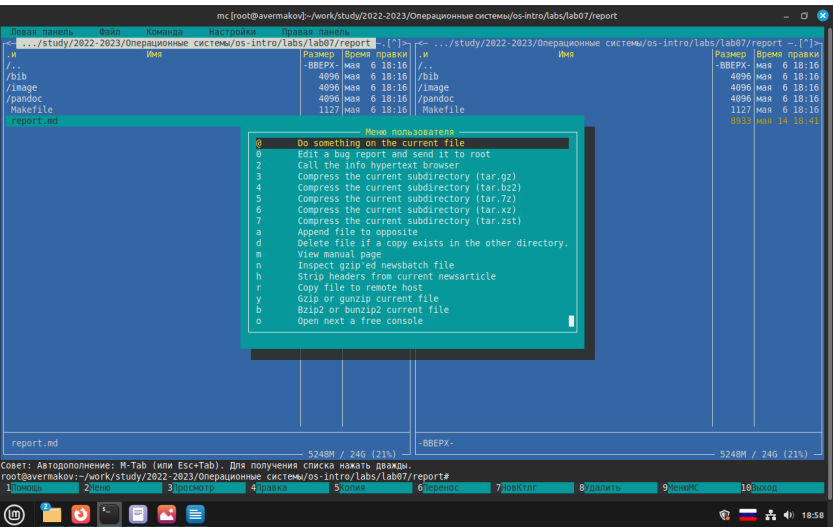 mc [root@avermakov]:~/work/study/2022-2023/Операционные системы/os-intro/labs/lab07/report
Левая панель Файл Команда Настройки Правая панель
.../study/2022-2023/Операционные системы/os-intro/labs/lab07/report .[^]> <— .../study/2022-2023/Операционные системы/os-intro/labs/lab07/report —.[^]>
.и Имя Размер Время правки .и Имя Размер Время правки
/.. -ВВЕРХ- мая 6 18:16 /.. -ВВЕРХ- мая 6 18:16
/bib 4096 мая 6 18:16 /bib 4096 мая 6 18:16
/image 4096 мая 6 18:16 /image 4096 мая 6 18:16
/pandoc 4096 мая 6 18:16 /pandoc 4096 мая 6 18:16
Makefile 1127 мая 6 18:16 Makefile 1127 мая 6 18:16
report.md 8933 мая 14 18:41
Меню пользователя
@ Do something on the current file
0 Edit a bug report and send it to root
2 Call the info hypertext browser
3 Compress the current subdirectory (tar.gz)
4 Compress the current subdirectory (tar.bz2)
5 Compress the current subdirectory (tar.7z)
6 Compress the current subdirectory (tar.xz)
7 Compress the current subdirectory (tar.zst)
a Append file to opposite
d Delete file if a copy exists in the other directory.
m View manual page
n Inspect gzip'ed newsbatch file
h Strip headers from current newsarticle
r Copy file to remote host
y Gzip or gunzip current file
b Bzip2 or bunzip2 current file
o Open next a free console
report.md -ВВЕРХ-
5248M / 24G (21%) 5248M / 24G (21%)
Совет: Автодополнение: M-Tab (или Esc+Tab). Для получения списка нажать дважды.
root@avermakov:~/work/study/2022-2023/Операционные системы/os-intro/labs/lab07/report#
1Помощь 2Меню 3Просмотр 4Правка 5Копия 6Перенос 7НовКтлг 8Удалить 9МенюMC 10Выход
2 18:58